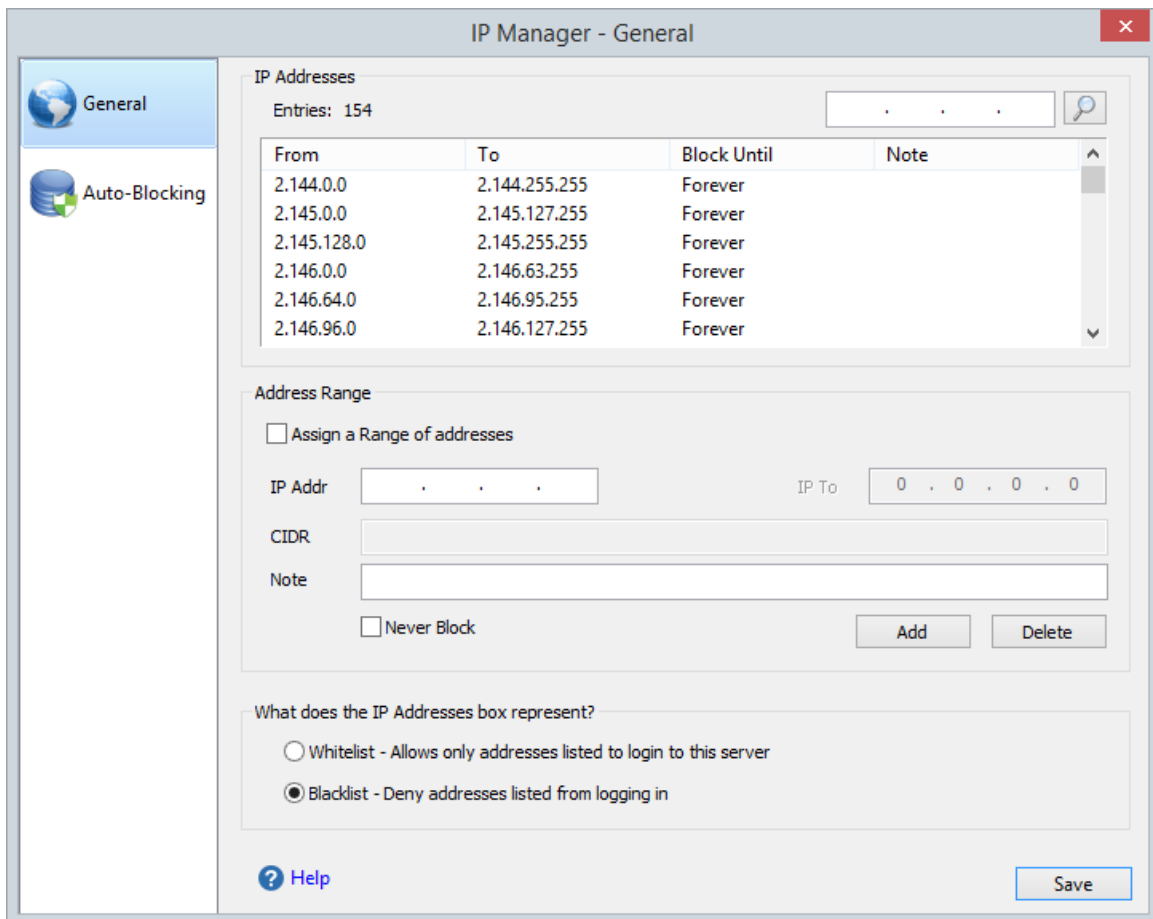 IP Manager - General
General
Auto-Blocking
IP Addresses
Entries: 154
. . .
From To Block Until Note
2.144.0.0 2.144.255.255 Forever
2.145.0.0 2.145.127.255 Forever
2.145.128.0 2.145.255.255 Forever
2.146.0.0 2.146.63.255 Forever
2.146.64.0 2.146.95.255 Forever
2.146.96.0 2.146.127.255 Forever
Address Range
Assign a Range of addresses
IP Addr . . . IP To 0 . 0 . 0 . 0
CIDR
Note
Never Block Add Delete
What does the IP Addresses box represent?
Whitelist - Allows only addresses listed to login to this server
Blacklist - Deny addresses listed from logging in
? Help
Save